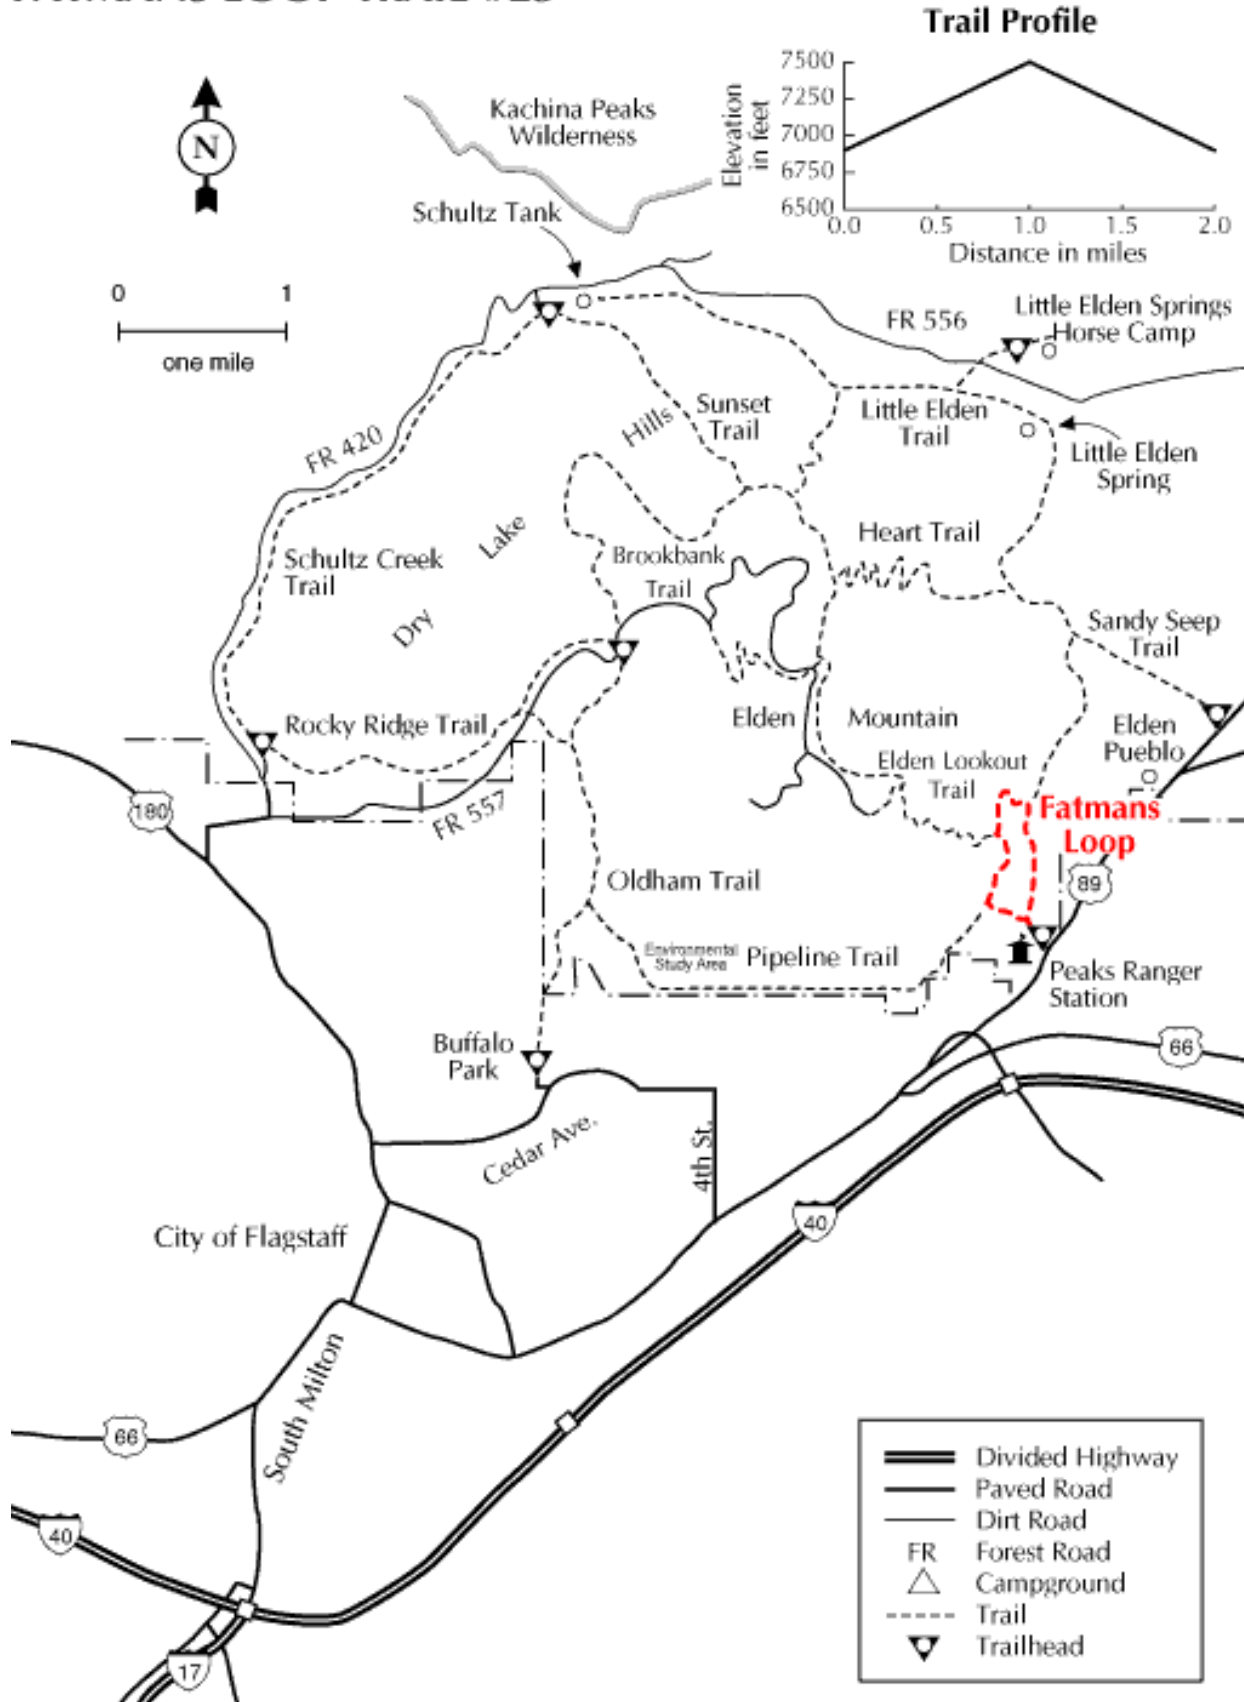 Trail Profile
Elevation
in feet
7500
7250
7000
6750
6500
0.0
0.5
1.0
1.5
2.0
Distance in miles
N
Kachina Peaks
Wilderness
Schultz Tank
0
1
one mile
FR 556
Little Elden Springs
Horse Camp
Sunset
Trail
Hills
Little Elden
Trail
Little Elden
Spring
FR 420
Lake
Heart Trail
Schultz Creek
Trail
Brookbank
Trail
Dry
Sandy Seep
Trail
Rocky Ridge Trail
Elden
Mountain
Elden
Pueblo
Elden Lookout
Trail
180
FR 557
Fatmans
Loop
Oldham Trail
89
Environmental
Study Area
Pipeline Trail
Peaks Ranger
Station
Buffalo
Park
66
Cedar Ave.
4th St.
City of Flagstaff
40
South Milton
66
40
17
Divided Highway
Paved Road
Dirt Road
FR
Forest Road
Campground
Trail
Trailhead